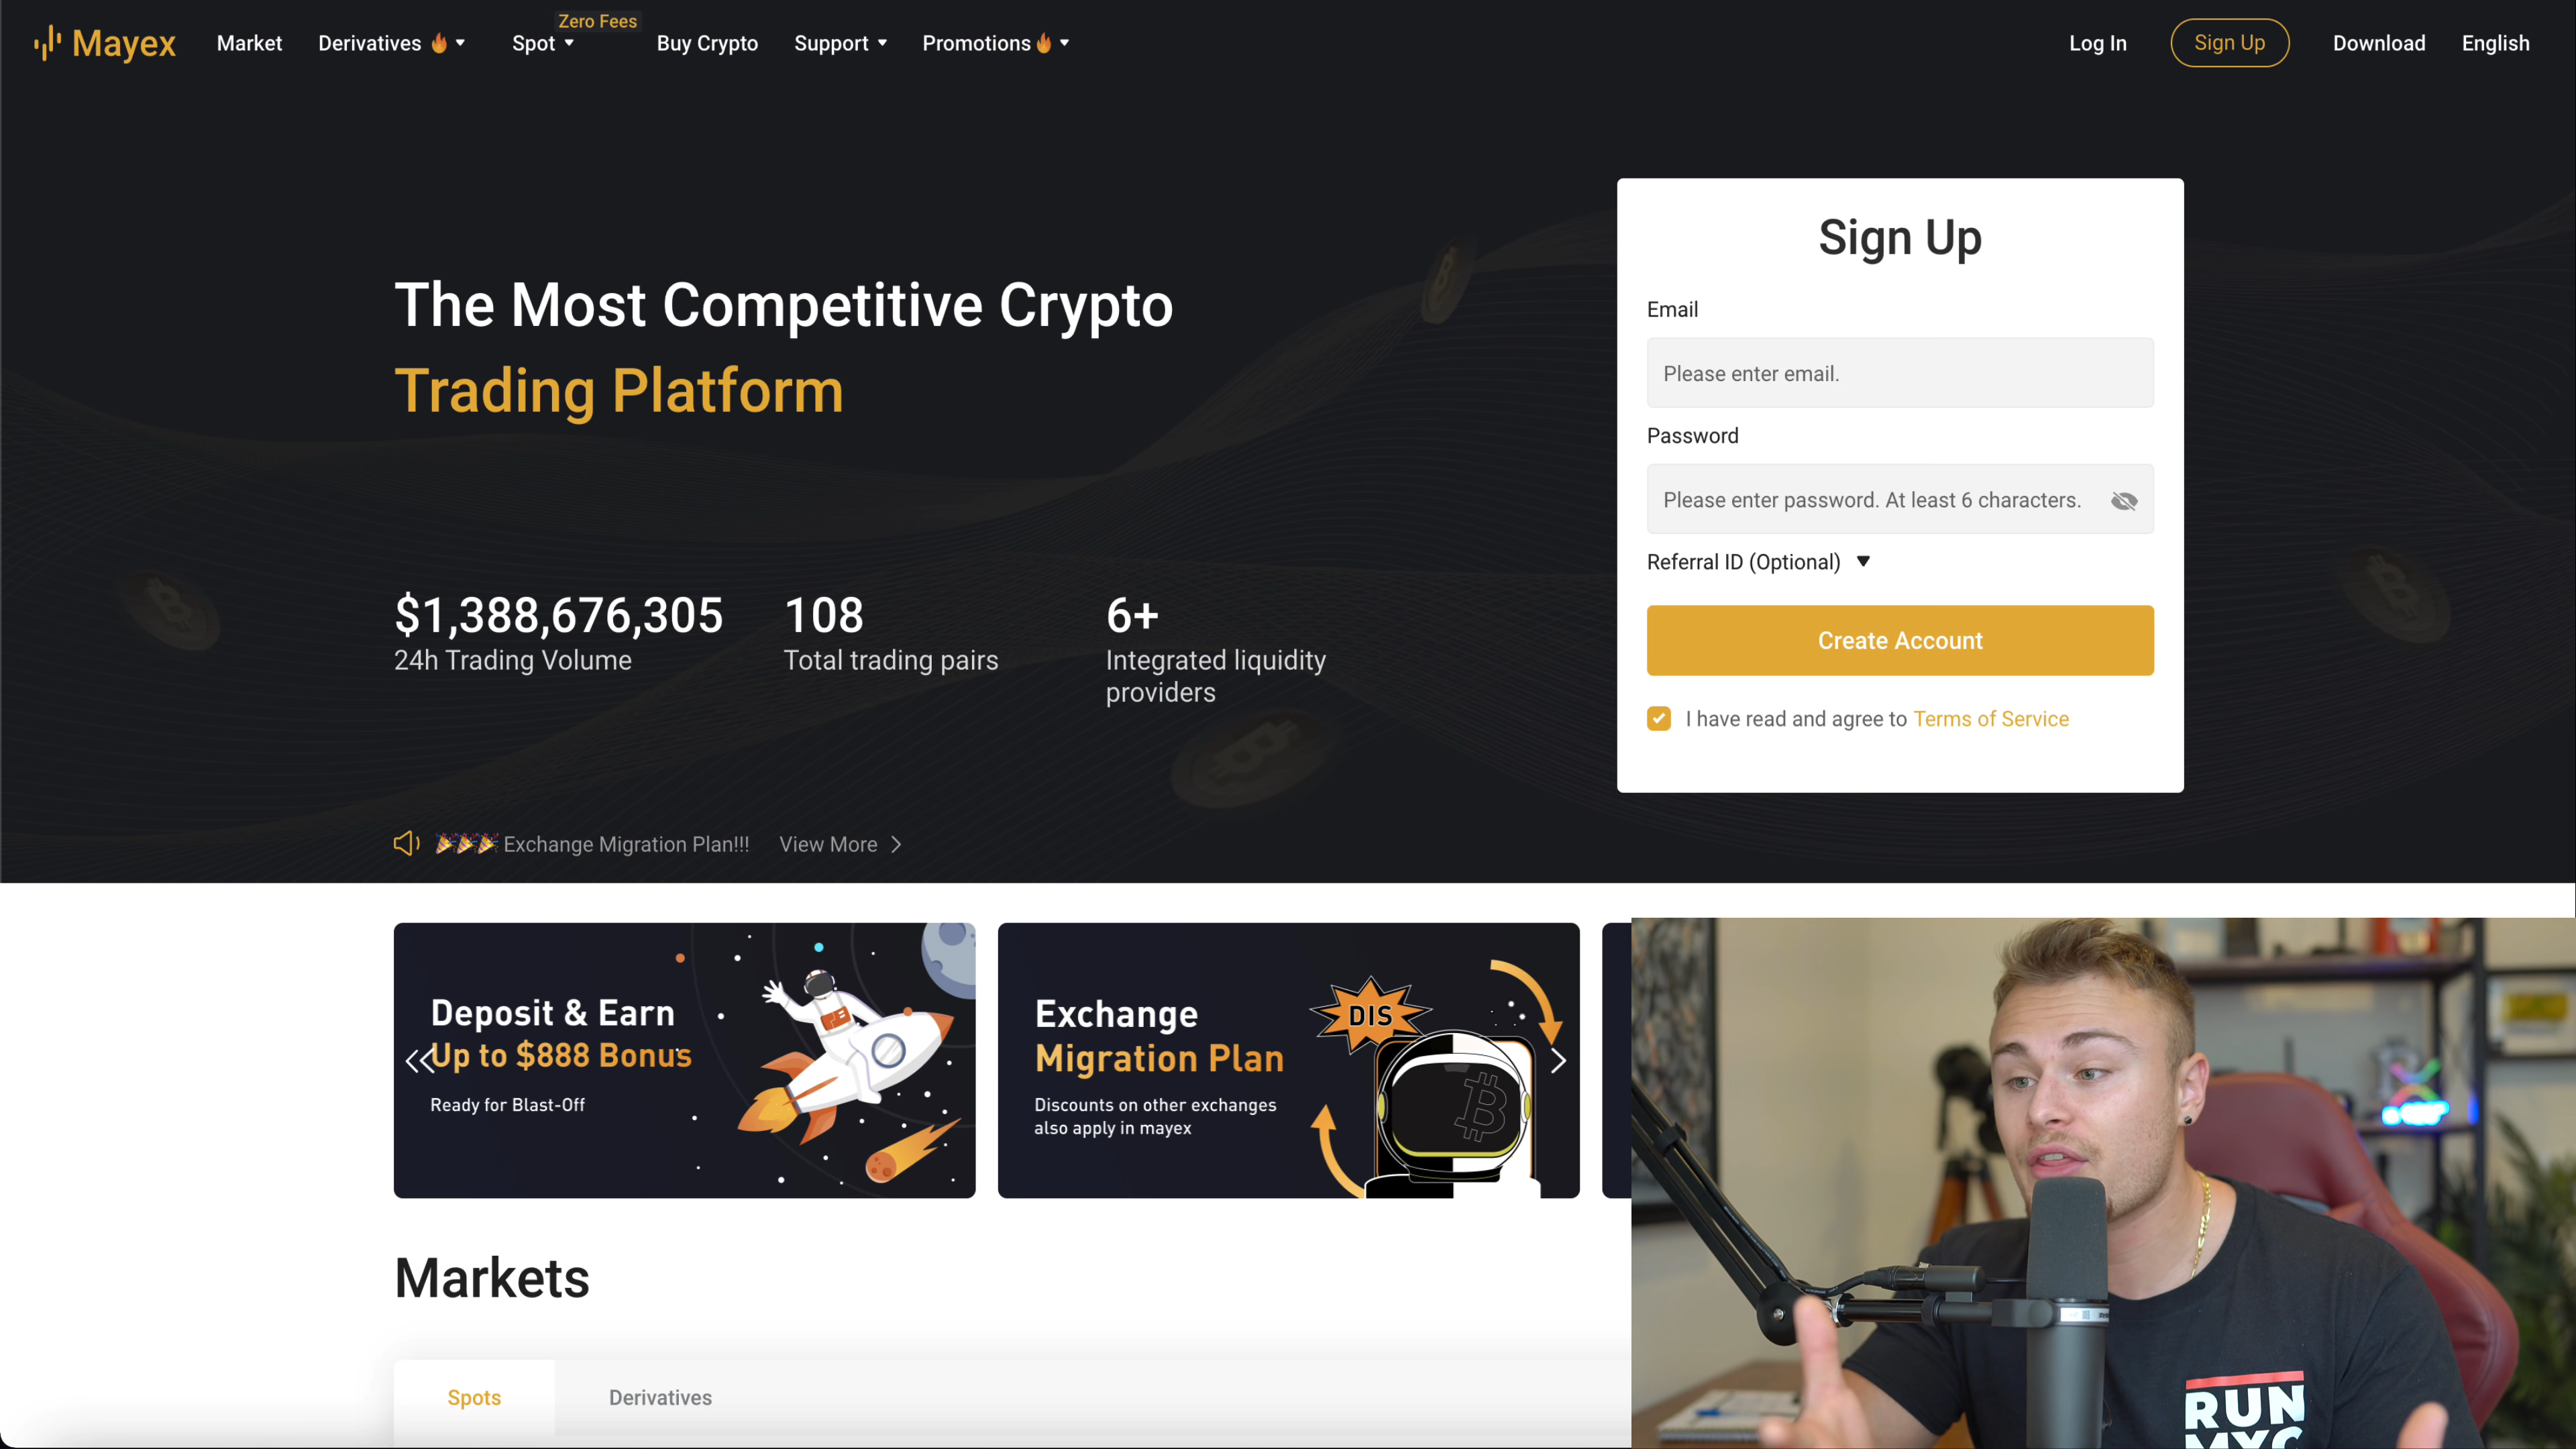 Mayex
Market
Derivatives
Zero Fees
Spot
Buy Crypto
Support
Promotions
Log In
Sign Up
Download
English
The Most Competitive Crypto
Trading Platform
$1,388,676,305
24h Trading Volume
108
Total trading pairs
6+
Integrated liquidity
providers
Exchange Migration Plan!!!
View More
Sign Up
Email
Please enter email.
Password
Please enter password. At least 6 characters.
Referral ID (Optional)
Create Account
I have read and agree to Terms of Service
Deposit & Earn
Up to $888 Bonus
Ready for Blast-Off
Exchange
Migration Plan
Discounts on other exchanges
also apply in mayex
DIS
Markets
Spots
Derivatives
RUN
MYC